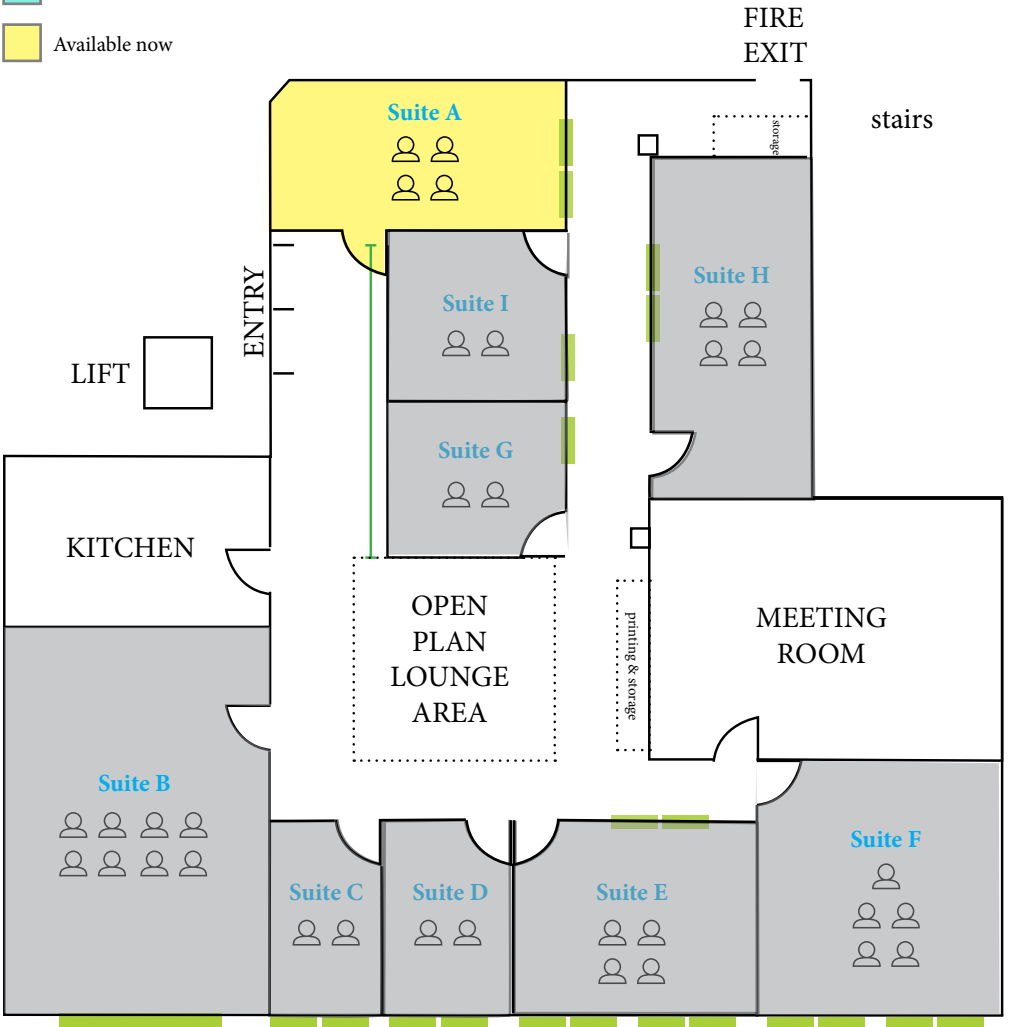 FIRE
EXIT
Available now
Suite A
stairs
storage
ENTRY
Suite H
Suite I
LIFT
Suite G
KITCHEN
OPEN
PLAN
LOUNGE
AREA
printing & storage
MEETING
ROOM
Suite B
Suite F
Suite C
Suite D
Suite E